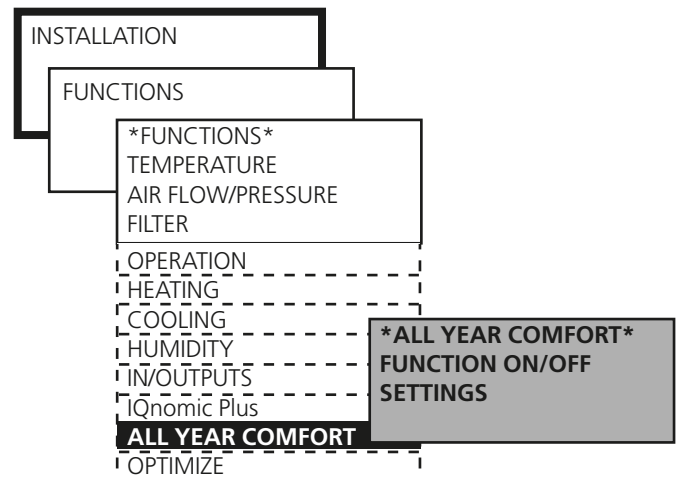 INSTALLATION
FUNCTIONS
*FUNCTIONS*
TEMPERATURE
AIR FLOW/PRESSURE
FILTER
OPERATION
HEATING
COOLING
HUMIDITY
IN/OUTPUTS
IQnomic Plus
ALL YEAR COMFORT
OPTIMIZE
*ALL YEAR COMFORT*
FUNCTION ON/OFF
SETTINGS